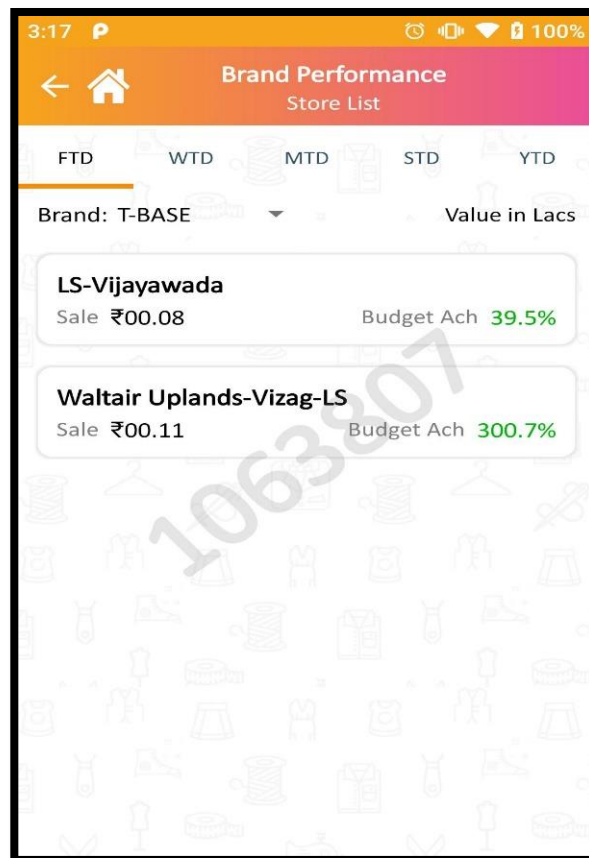 3:17 P 100%
Brand Performance
Store List
FTD WTD MTD STD YTD
Brand: T-BASE Value in Lacs
LS-Vijayawada
Sale ₹00.08 Budget Ach 39.5%
Waltair Uplands-Vizag-LS
Sale ₹00.11 Budget Ach 300.7%
1063807